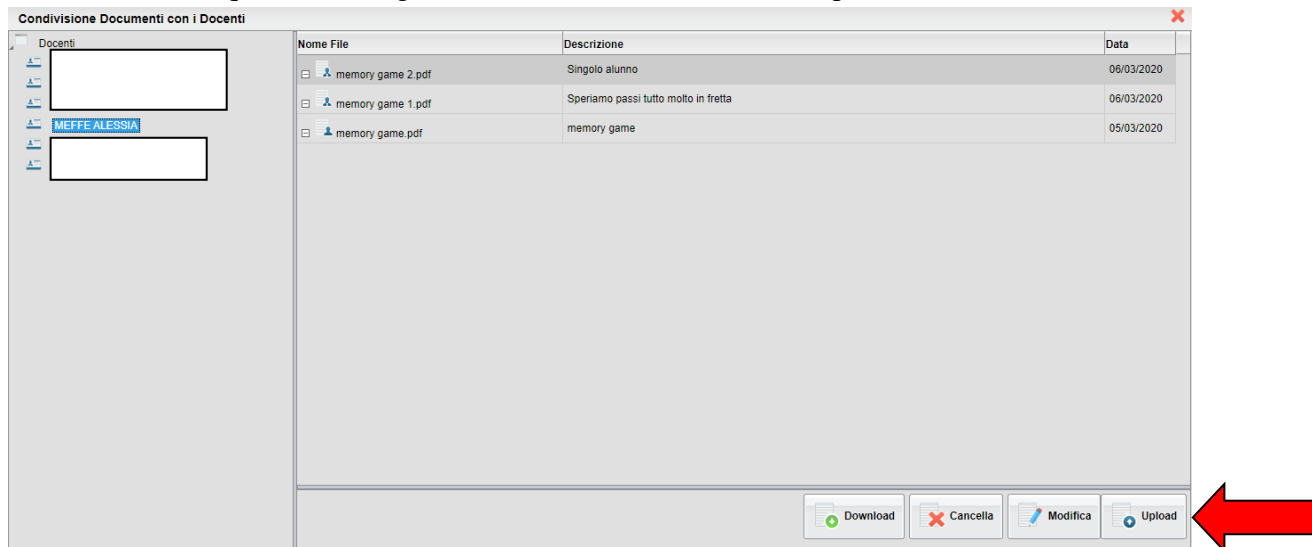 Condivisione Documenti con i Docenti
Docenti
MEFFE ALESSIA
Nome File Descrizione Data
memory game 2.pdf Singolo alunno 06/03/2020
memory game 1.pdf Speriamo passi tutto molto in fretta 06/03/2020
memory game.pdf memory game 05/03/2020
Download Cancella Modifica Upload